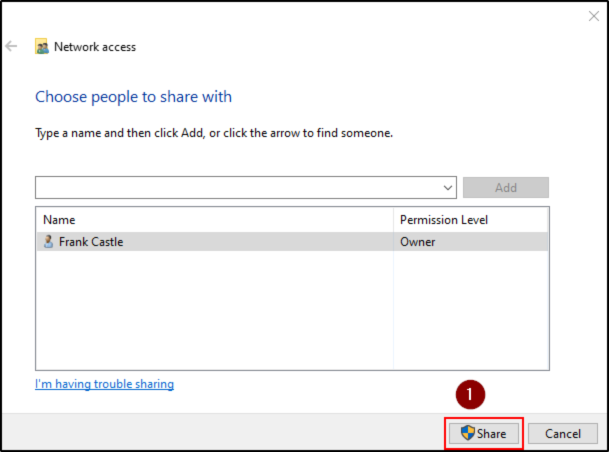 Network access
Choose people to share with
Type a name and then click Add, or click the arrow to find someone.
Add
Name Permission Level
Frank Castle Owner
I'm having trouble sharing
1
Share Cancel